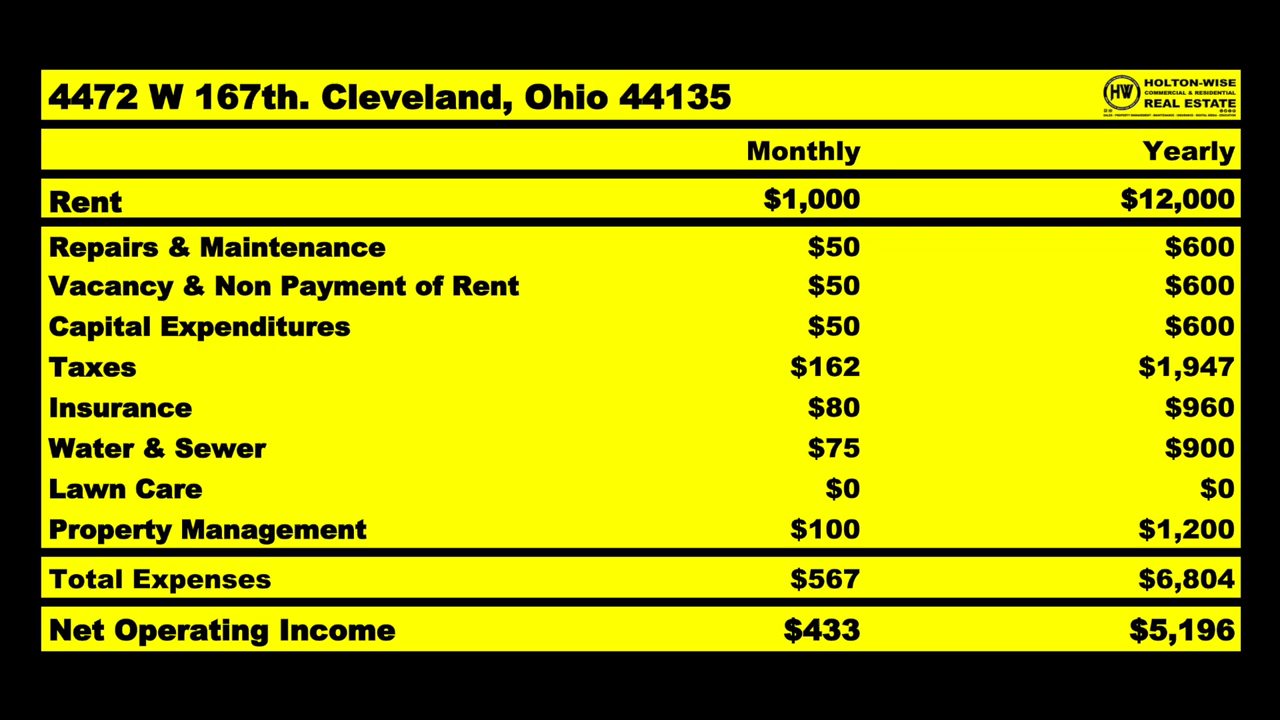 4472 W 167th. Cleveland, Ohio 44135
HOLTON-WISE
COMMERCIAL & RESIDENTIAL
REAL ESTATE
Monthly Yearly
Rent $1,000 $12,000
Repairs & Maintenance $50 $600
Vacancy & Non Payment of Rent $50 $600
Capital Expenditures $50 $600
Taxes $162 $1,947
Insurance $80 $960
Water & Sewer $75 $900
Lawn Care $0 $0
Property Management $100 $1,200
Total Expenses $567 $6,804
Net Operating Income $433 $5,196